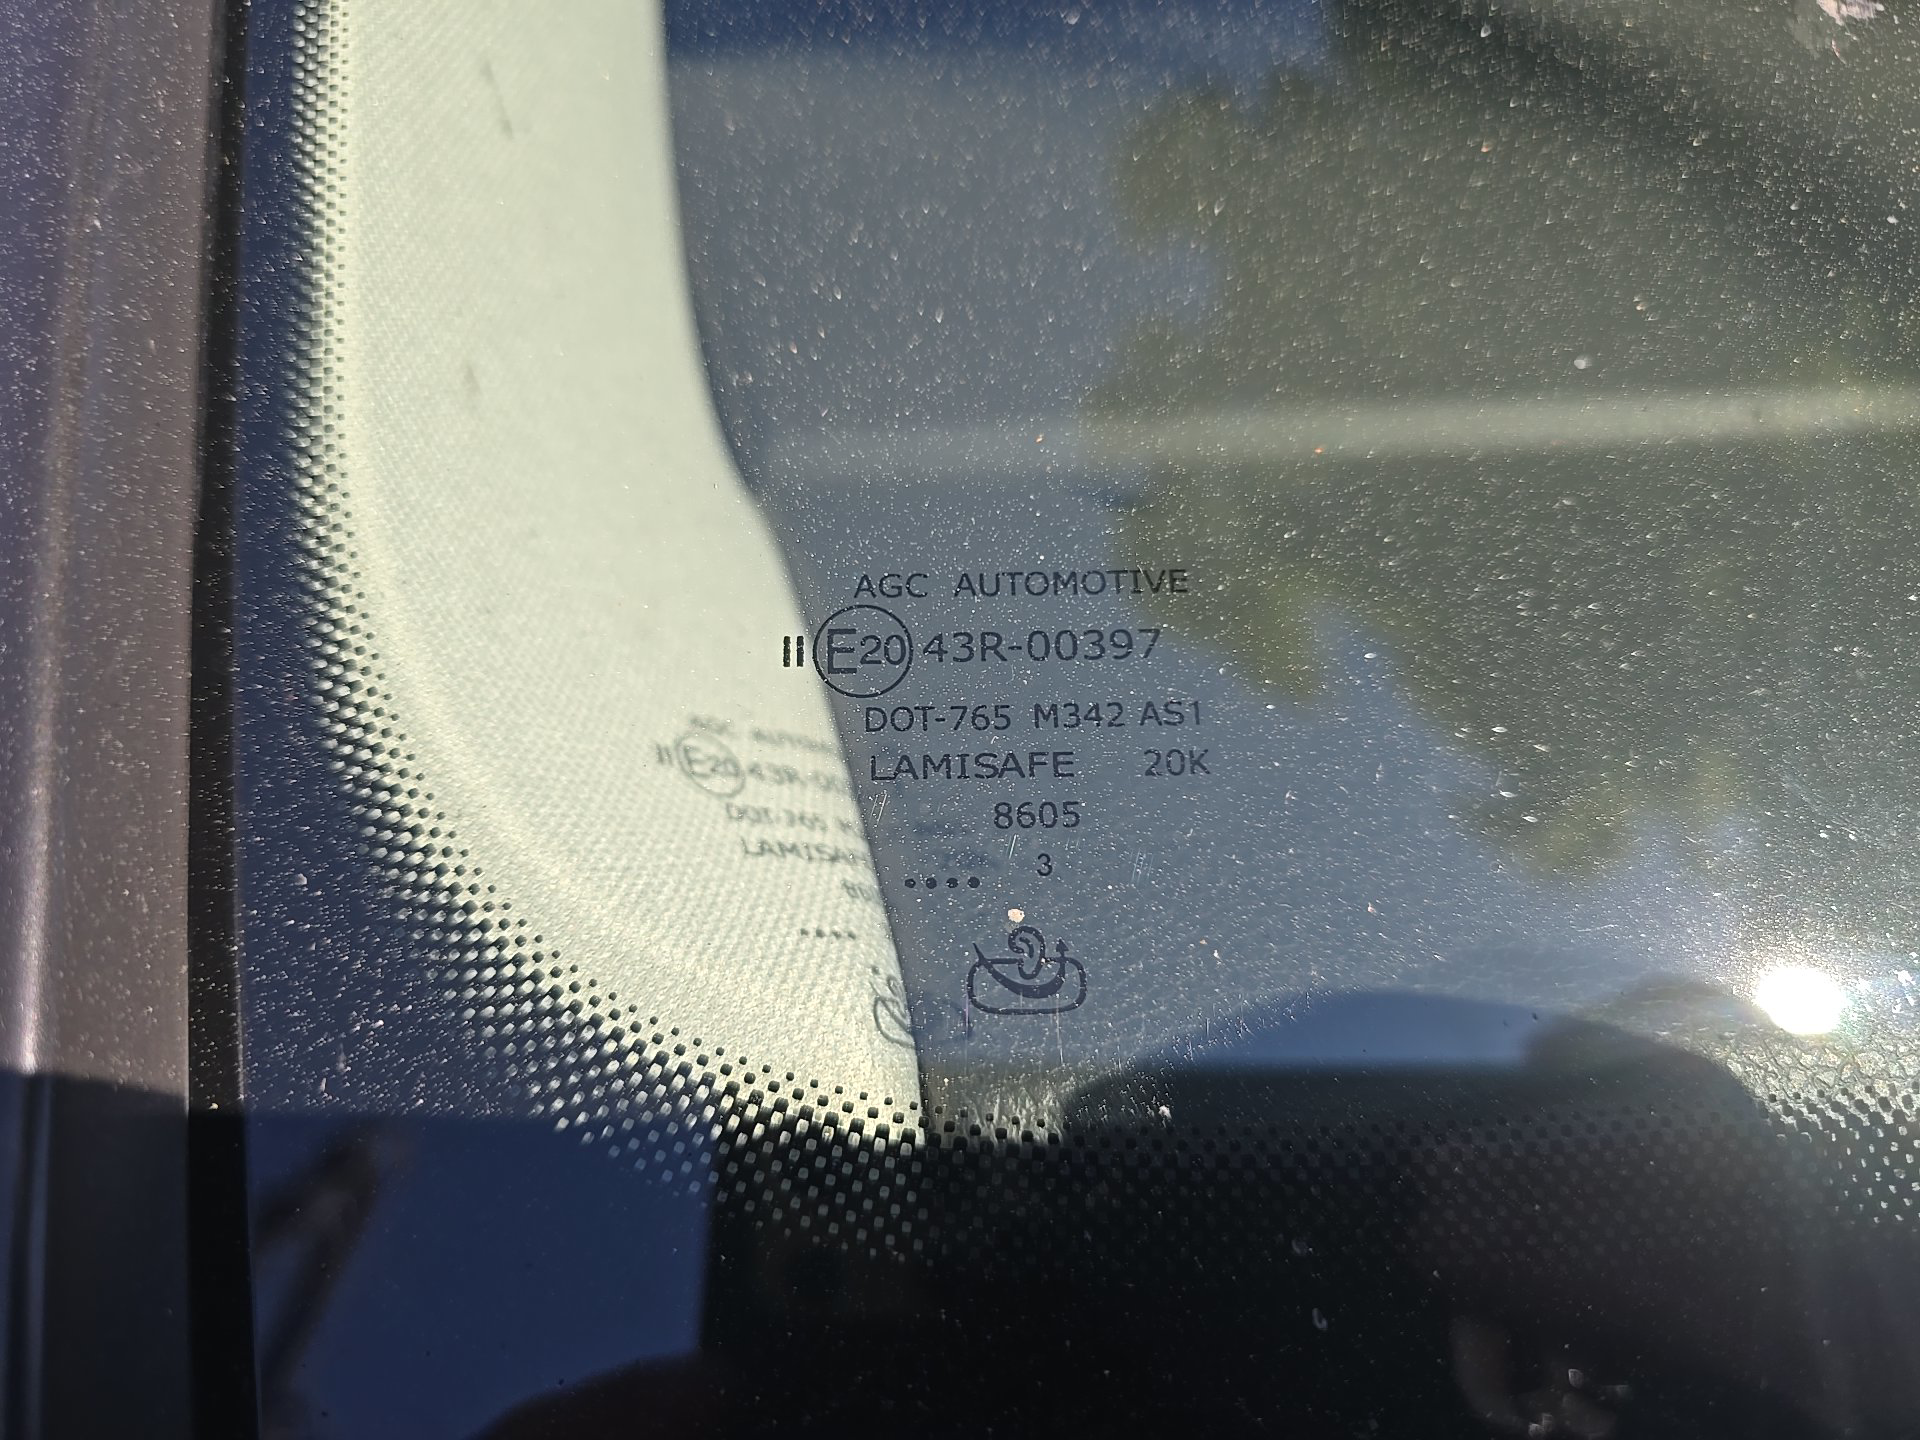 AGC AUTOMOTIVE
II E20 43R-00397
DOT-765 M342 AS1
LAMISAFE 20K
8605
3